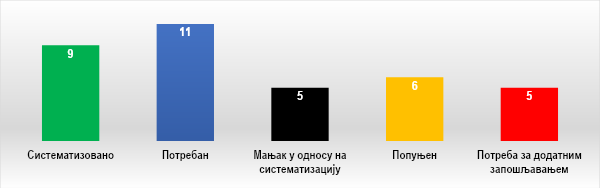 9
11
5
6
5
Систематизовано
Потребан
Мањак у односу на
систематизацију
Попуњен
Потреба за додатним
запошљавањем